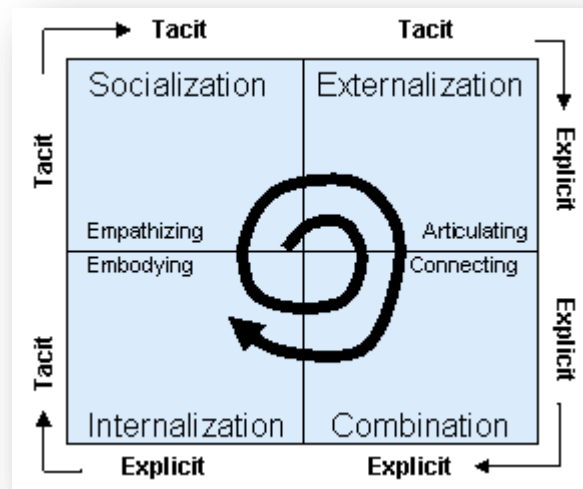 Tacit Tacit
Socialization Externalization
Tacit Explicit
Empathizing Articulating
Embodying Connecting
Tacit Explicit
Internalization Combination
Explicit Explicit